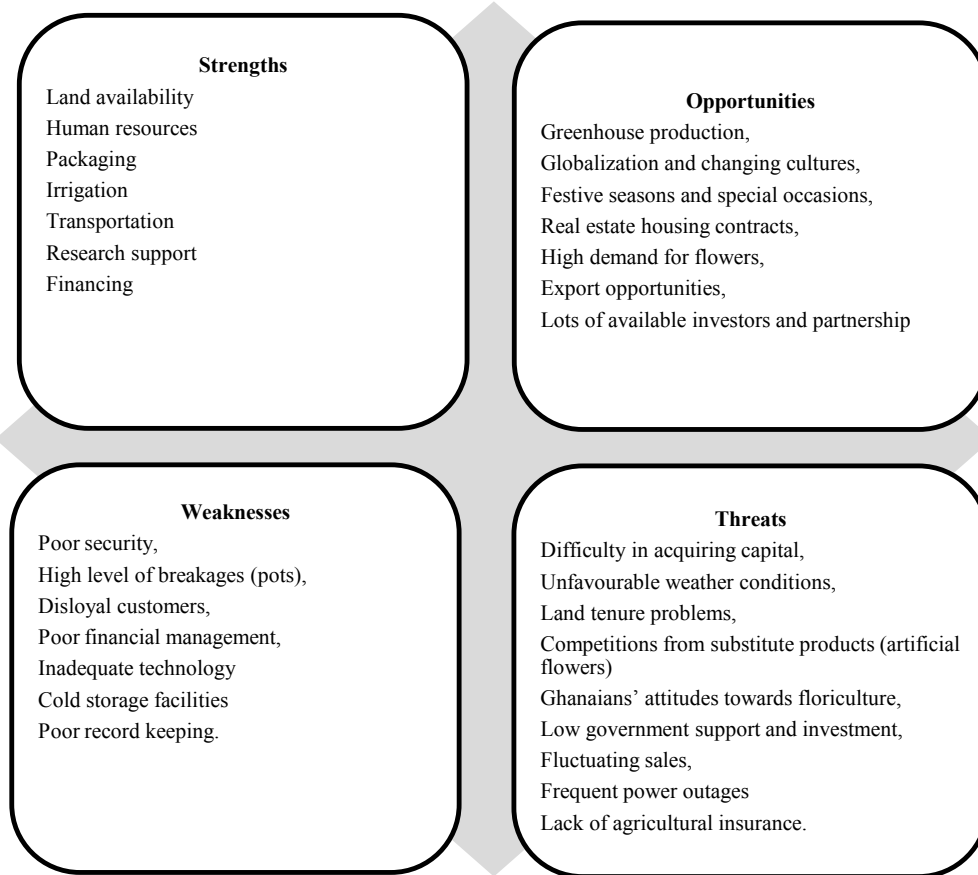 Strengths
Land availability
Human resources
Packaging
Irrigation
Transportation
Research support
Financing
Opportunities
Greenhouse production,
Globalization and changing cultures,
Festive seasons and special occasions,
Real estate housing contracts,
High demand for flowers,
Export opportunities,
Lots of available investors and partnership
Weaknesses
Poor security,
High level of breakages (pots),
Disloyal customers,
Poor financial management,
Inadequate technology
Cold storage facilities
Poor record keeping.
Threats
Difficulty in acquiring capital,
Unfavourable weather conditions,
Land tenure problems,
Competitions from substitute products (artificial
flowers)
Ghanaians’ attitudes towards floriculture,
Low government support and investment,
Fluctuating sales,
Frequent power outages
Lack of agricultural insurance.